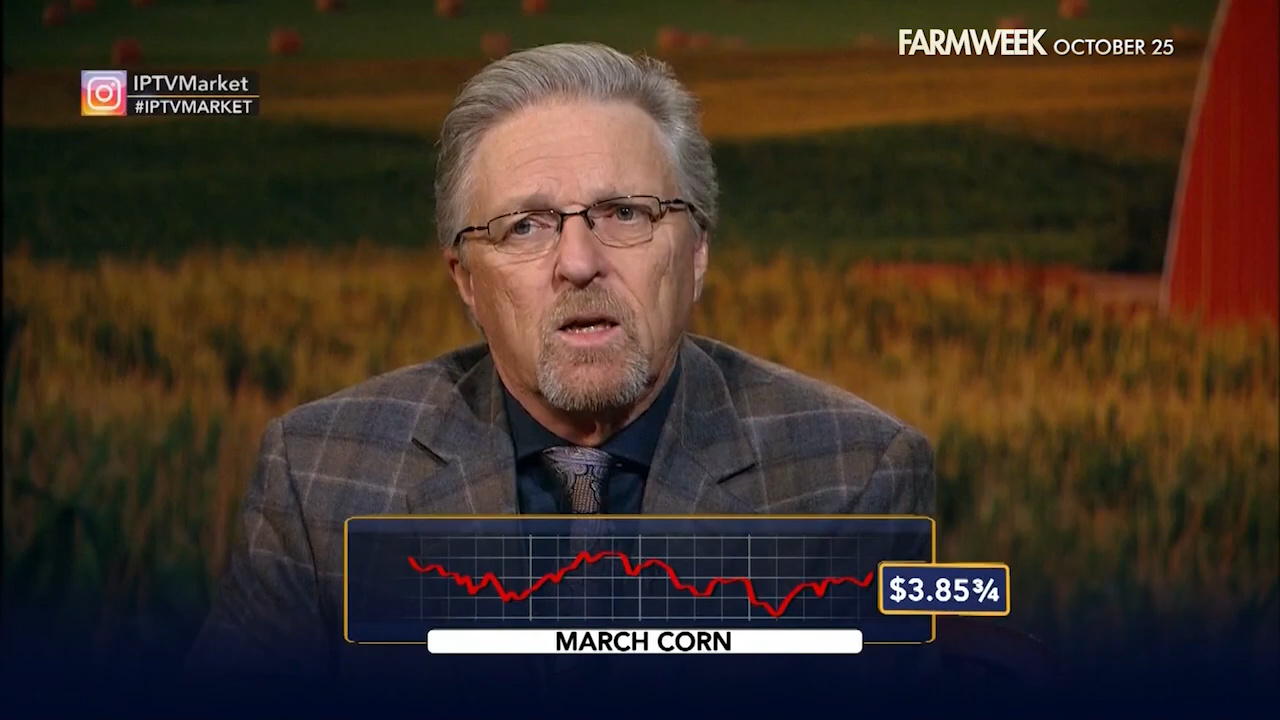 FARMWEEK OCTOBER 25
IPTVMarket
#IPTVMARKET
$3.85¾
MARCH CORN